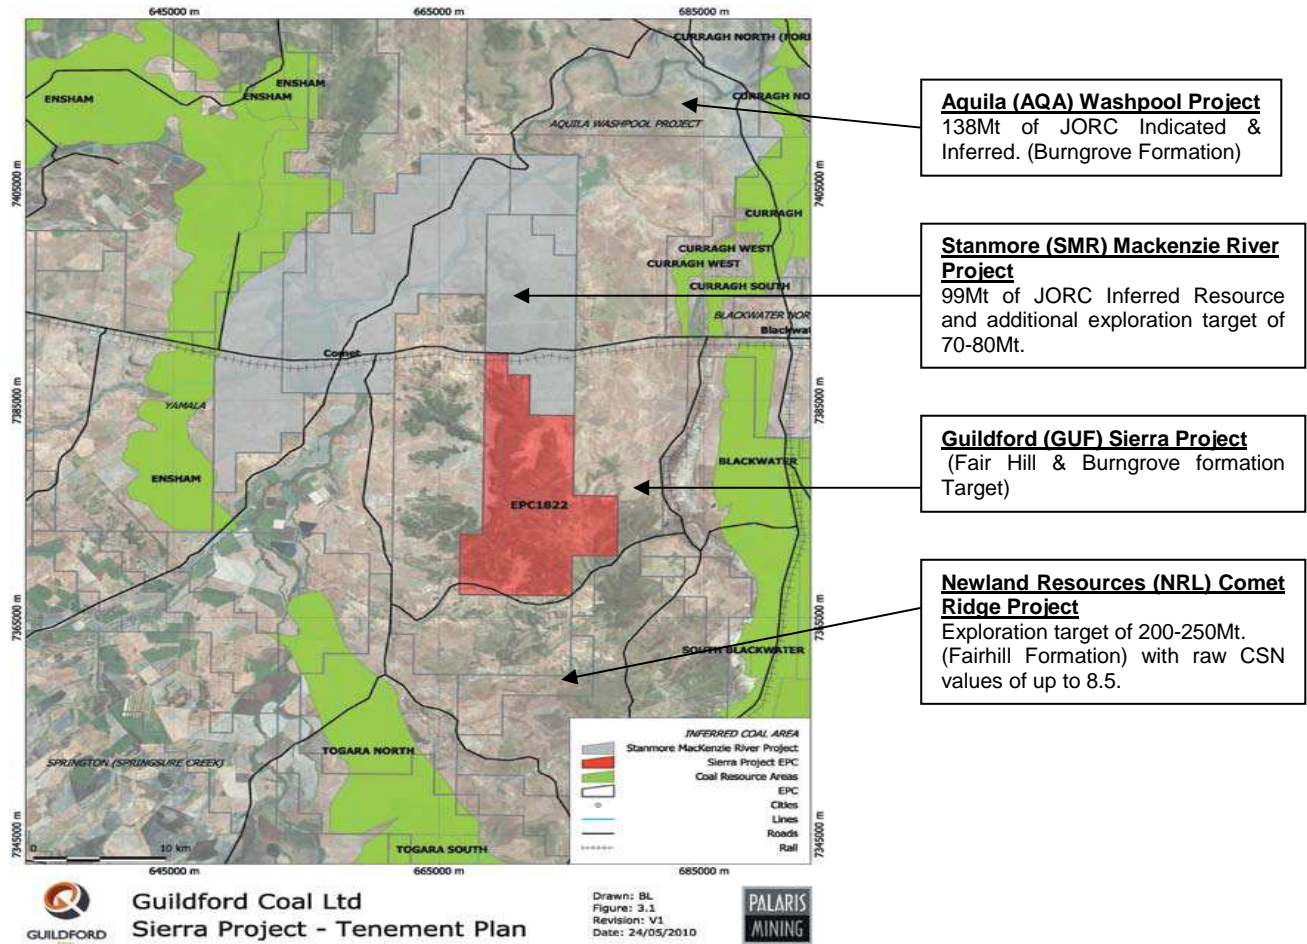 645000 m
665000 m
685000 m
CURRAGH NORTH (FORE
ENSHAM
ENSHAM
ENSHAM
CURRAGH NO
AQUILA WASHPOOL PROJECT
7405000 m
7405000 m
CURRAGH
CURRAGH WEST
CURRAGH WEST
CURRAGH SOUTH
BLACKWATER NOR
Blackwat
Comet
7385000 m
7385000 m
YAMALA
ENSHAM
BLACKWATER
EPC1822
7365000 m
7365000 m
SOUTH BLACKWATER
TOGARA NORTH
SPRINGTON (SPRINGSURE CREEK)
TOGARA SOUTH
7345000 m
7345000 m
0
10 km
645000 m
665000 m
685000 m
INFERRED COAL AREA
Stanmore MacKenzie River Project
Sierra Project EPC
Coal Resource Areas
EPC
Cities
Lines
Roads
Rail
Aquila (AQA) Washpool Project
138Mt of JORC Indicated &
Inferred. (Burngrove Formation)
Stanmore (SMR) Mackenzie River
Project
99Mt of JORC Inferred Resource
and additional exploration target of
70-80Mt.
Guildford (GUF) Sierra Project
(Fair Hill & Burngrove formation
Target)
Newland Resources (NRL) Comet
Ridge Project
Exploration target of 200-250Mt.
(Fairhill Formation) with raw CSN
values of up to 8.5.
GUILDFORD
Guildford Coal Ltd
Sierra Project - Tenement Plan
Drawn: BL
Figure: 3.1
Revision: V1
Date: 24/05/2010
PALARIS
MINING